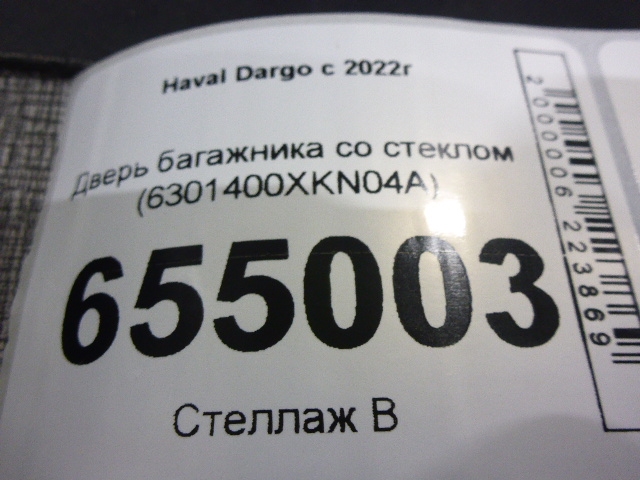 Haval Dargo с 2022г
Дверь багажника со стеклом
(6301400XKN04A)
655003
Стеллаж В
2000006223869